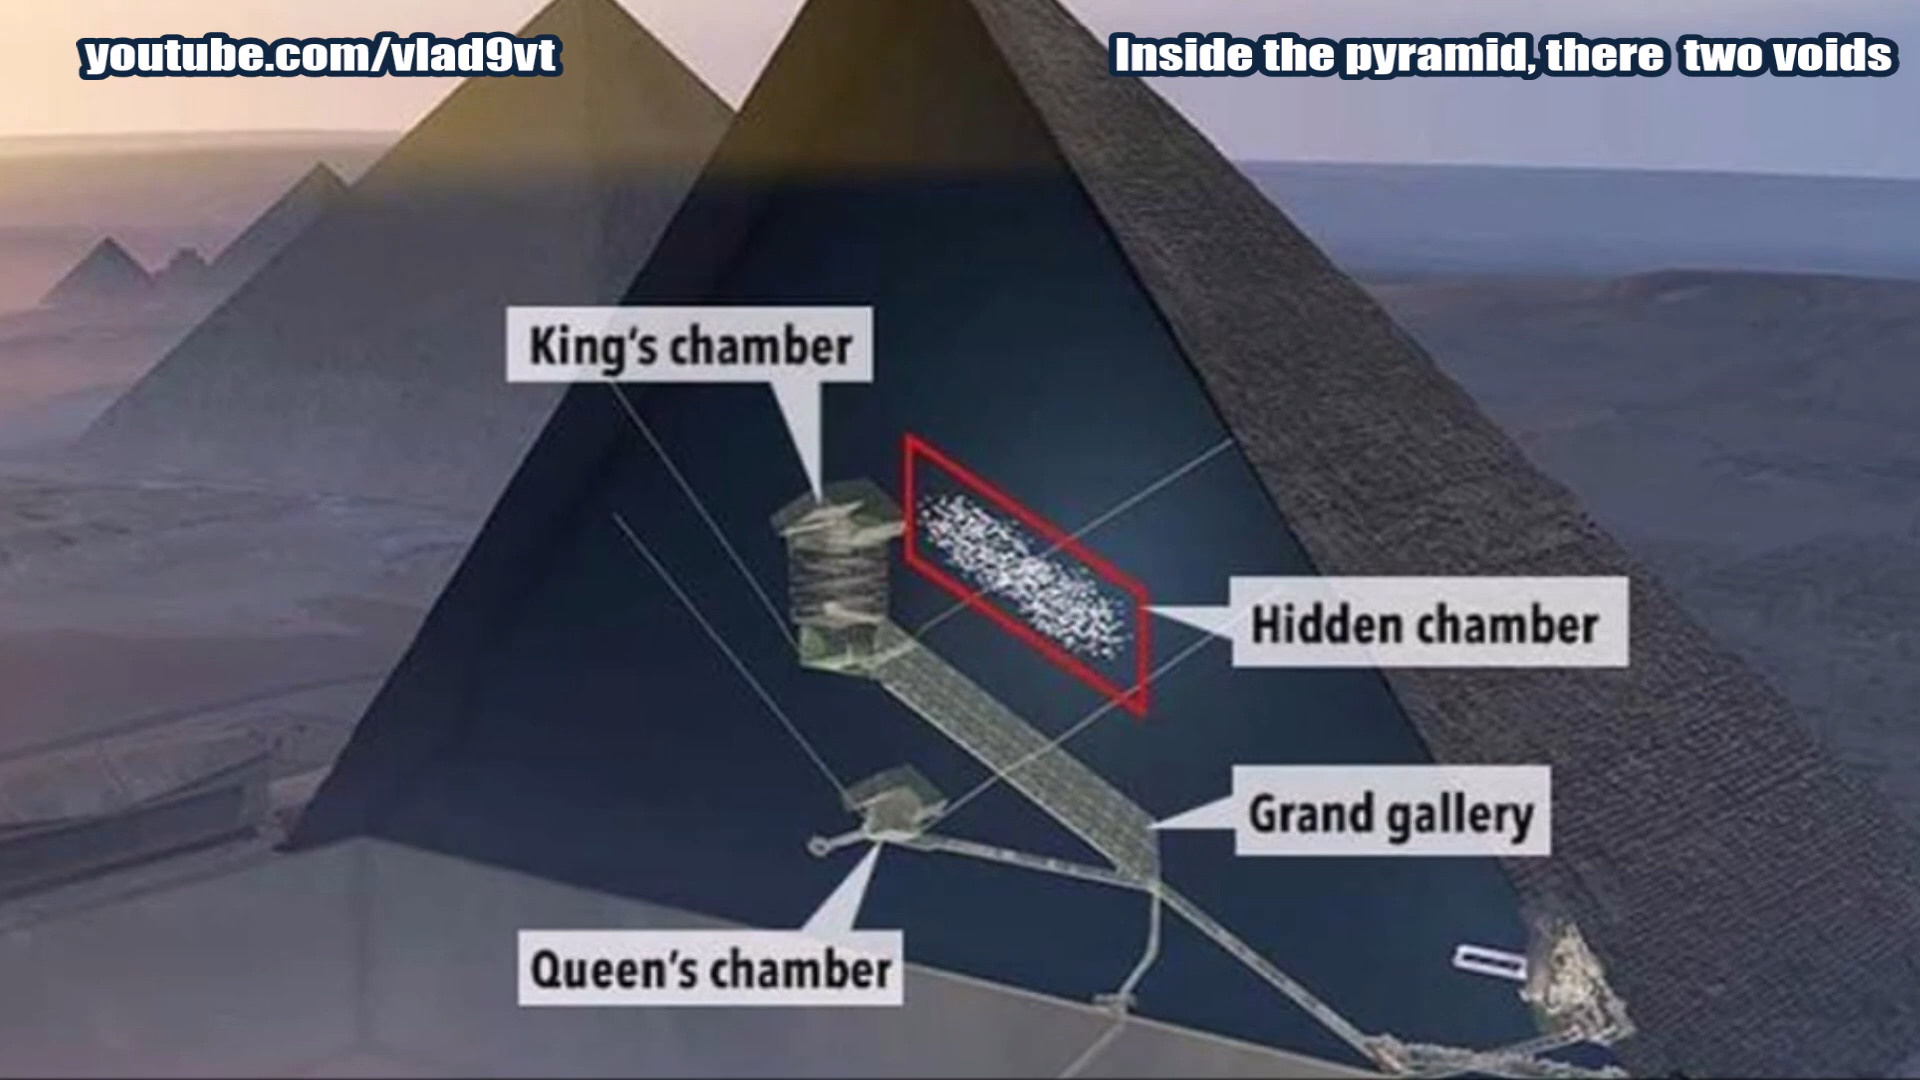 youtube.com/vlad9vt
Inside the pyramid, there two voids
King's chamber
Hidden chamber
Grand gallery
Queen's chamber